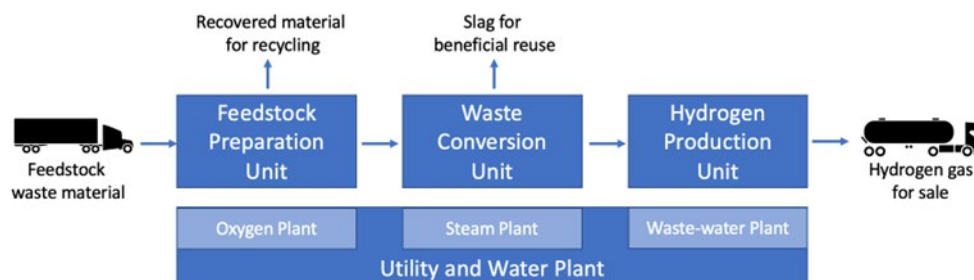 Recovered material
for recycling
Slag for
beneficial reuse
Feedstock
waste material
Feedstock
Preparation
Unit
Waste
Conversion
Unit
Hydrogen
Production
Unit
Hydrogen gas
for sale
Oxygen Plant
Steam Plant
Waste-water Plant
Utility and Water Plant